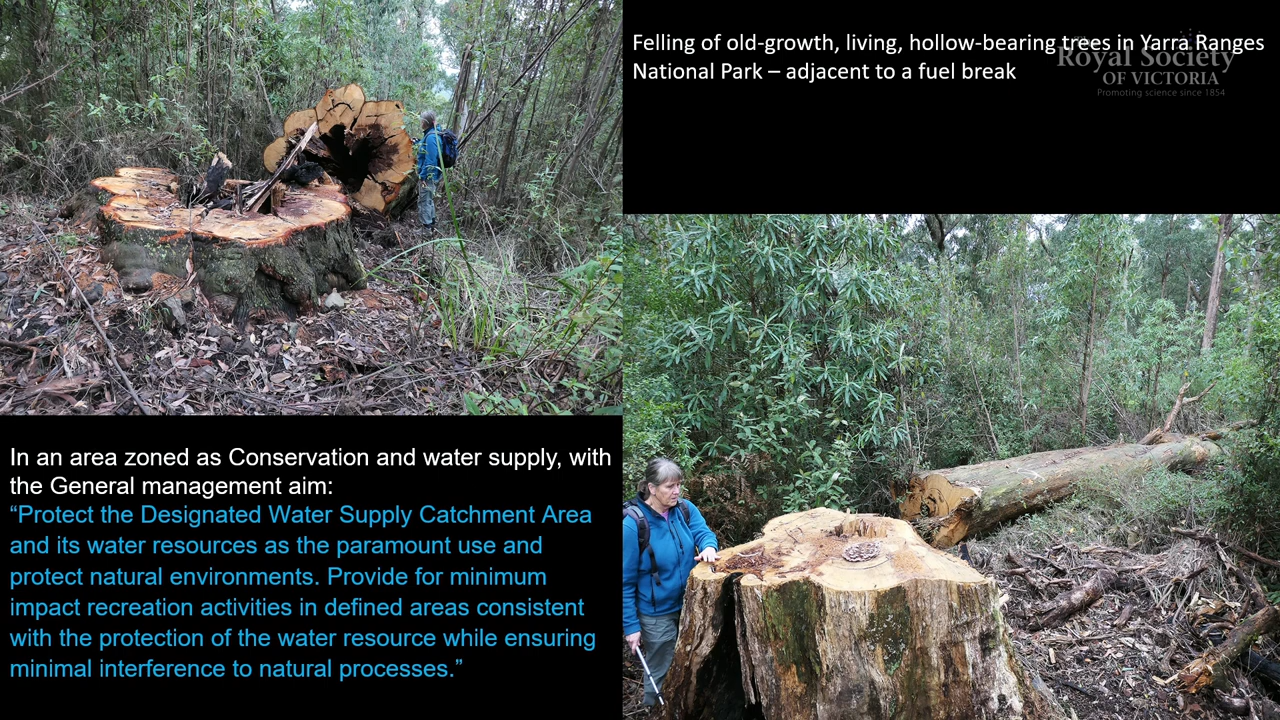 Felling of old-growth, living, hollow-bearing trees in Yarra Ranges
National Park – adjacent to a fuel break
The
Royal Society
OF VICTORIA
Promoting science since 1854
In an area zoned as Conservation and water supply, with
the General management aim:
“Protect the Designated Water Supply Catchment Area
and its water resources as the paramount use and
protect natural environments. Provide for minimum
impact recreation activities in defined areas consistent
with the protection of the water resource while ensuring
minimal interference to natural processes.”